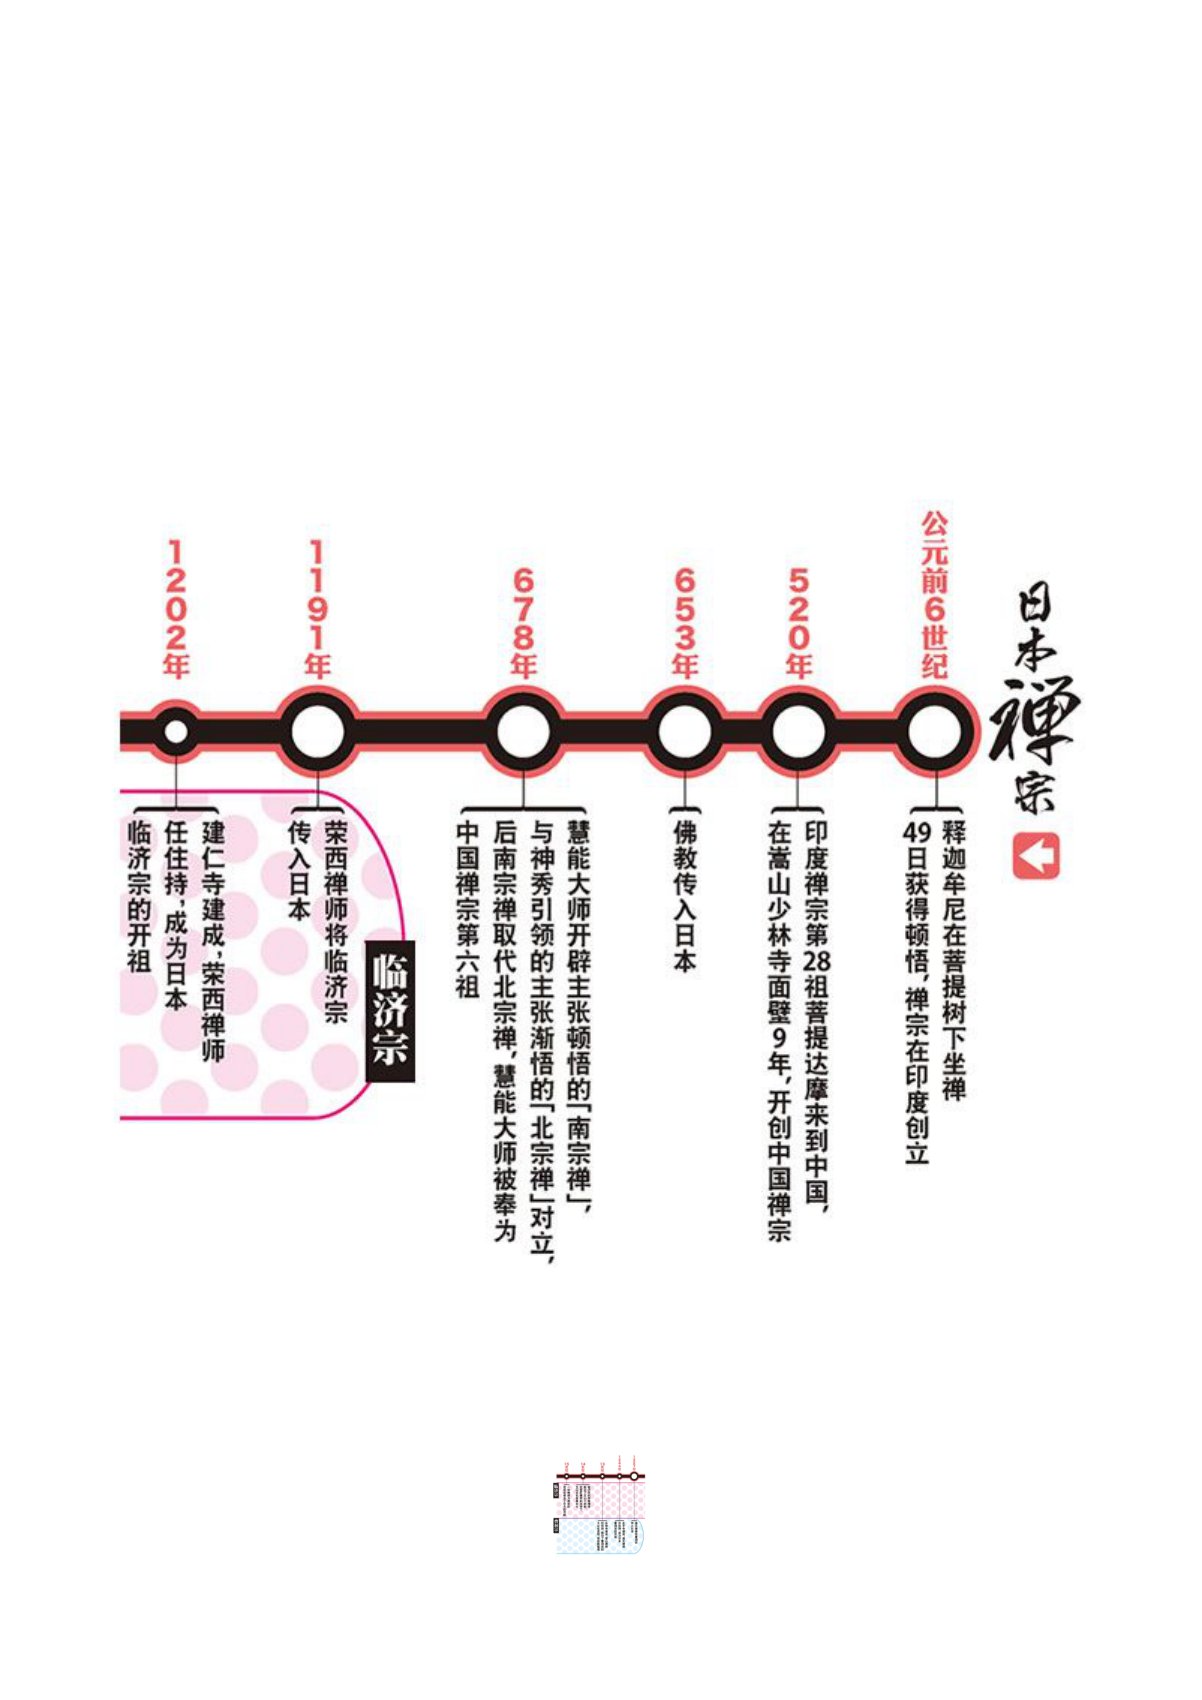 日本禅宗
公元前6世纪
释迦牟尼在菩提树下坐禅
49日获得顿悟，禅宗在印度创立
520年
印度禅宗第28祖菩提达摩来到中国，
在嵩山少林寺面壁9年，开创中国禅宗
653年
佛教传入日本
678年
慧能大师开辟主张顿悟的「南宗禅」，
与神秀引领的主张渐悟的「北宗禅」对立，
后南宗禅取代北宗禅，慧能大师被奉为
中国禅宗第六祖
临济宗
1191年
荣西禅师将临济宗
传入日本
1202年
建仁寺建成，荣西禅师
任住持，成为日本
临济宗的开祖